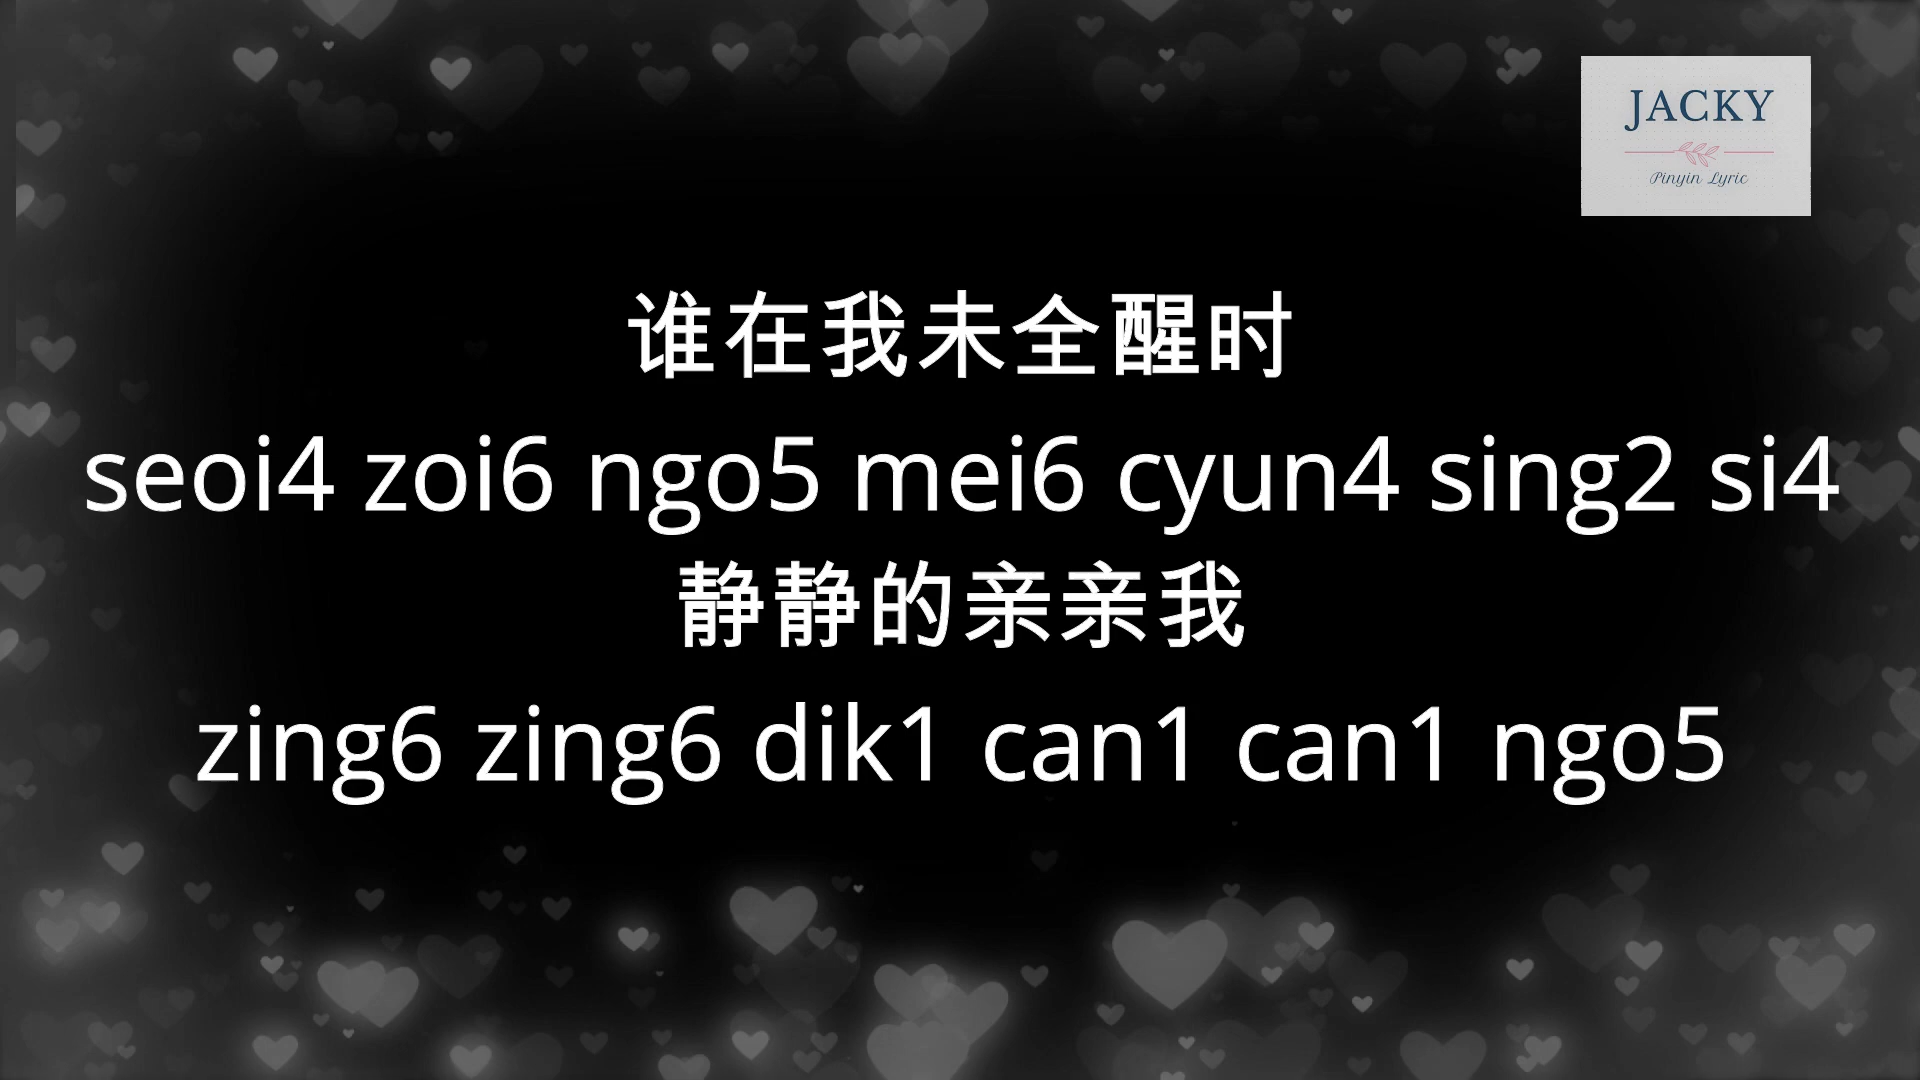 JACKY
Pinyin Lyric
谁在我未全醒时
seoi4 zoi6 ngo5 mei6 cyun4 sing2 si4
静静的亲亲我
zing6 zing6 dik1 can1 can1 ngo5